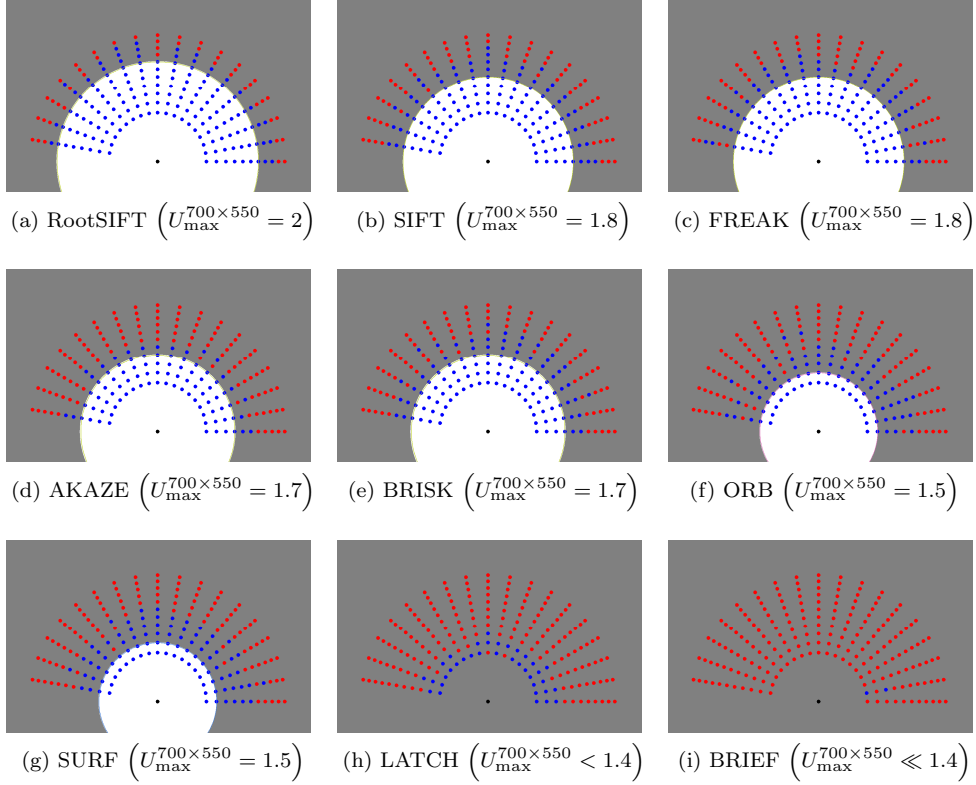 (a) RootSIFT (U_max^700×550 = 2)
(b) SIFT (U_max^700×550 = 1.8)
(c) FREAK (U_max^700×550 = 1.8)
(d) AKAZE (U_max^700×550 = 1.7)
(e) BRISK (U_max^700×550 = 1.7)
(f) ORB (U_max^700×550 = 1.5)
(g) SURF (U_max^700×550 = 1.5)
(h) LATCH (U_max^700×550 < 1.4)
(i) BRIEF (U_max^700×550 ≪ 1.4)